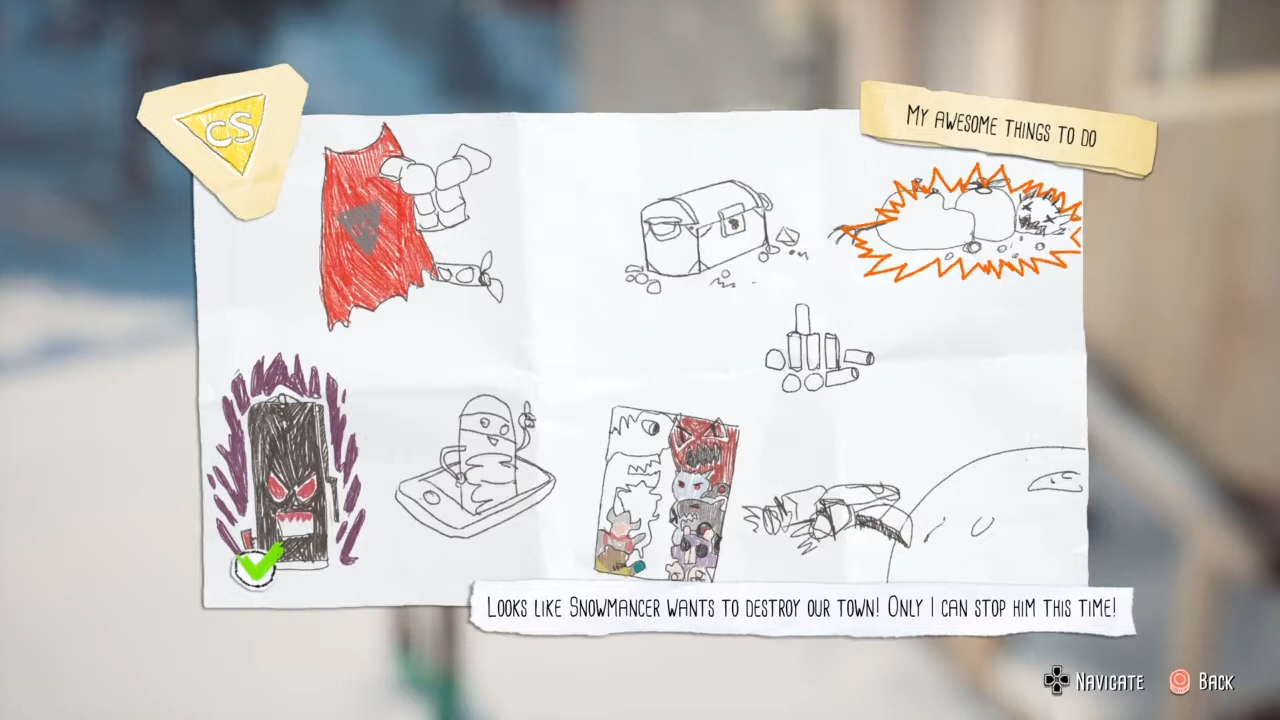 CS
My awesome things to do
Looks like Snowmancer wants to destroy our town! Only I can stop him this time!
Navigate
Back